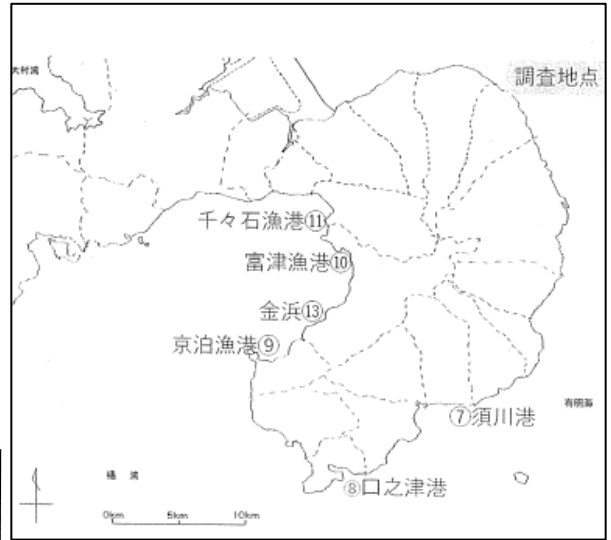 大村湾
調査地点
千々石漁港⑪
富津漁港⑩
金浜⑬
京泊漁港⑨
有明海
⑦須川港
橘湾
⑧口之津港
0km 5km 10km